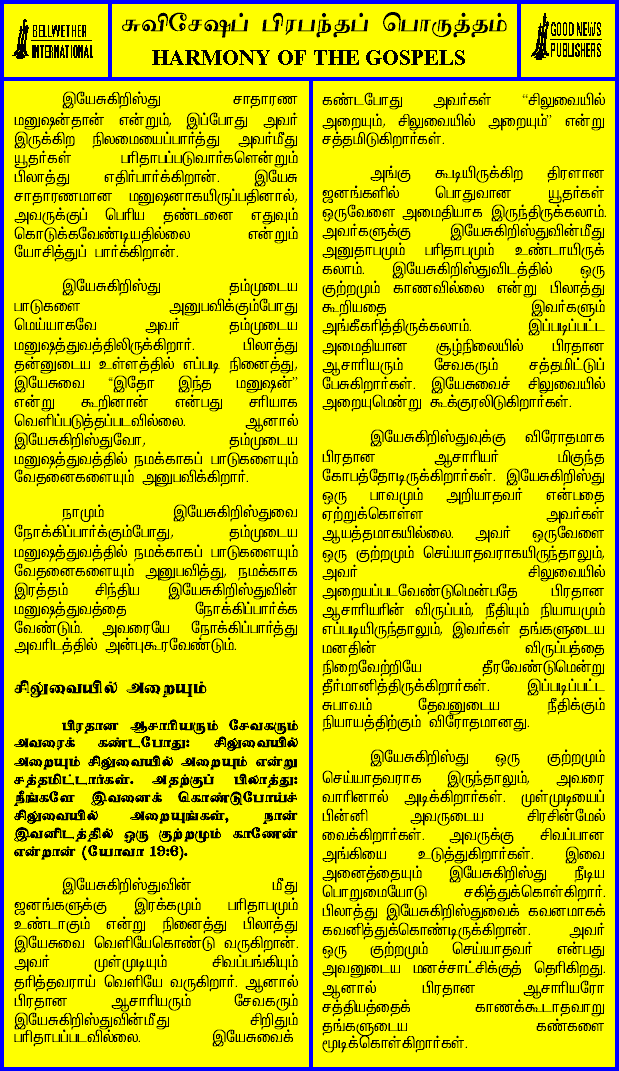 BELLWETHER
INTERNATIONAL
சுவிசேஷப் பிரபந்தப் பொருத்தம்
HARMONY OF THE GOSPELS
GOOD NEWS
PUBLISHERS
இயேசுகிறிஸ்து சாதாரண
மனுஷன்தான் என்றும், இப்போது அவர்
இருக்கிற நிலமையைப்பார்த்து அவர்மீது
யூதர்கள் பரிதாபப்படுவார்களென்றும்
பிலாத்து எதிர்பார்க்கிறான். இயேசு
சாதாரணமான மனுஷனாகயிருப்பதினால்,
அவருக்குப் பெரிய தண்டனை எதுவும்
கொடுக்கவேண்டியதில்லை என்றும்
யோசித்துப் பார்க்கிறான்.
இயேசுகிறிஸ்து தம்முடைய
பாடுகளை அனுபவிக்கும்போது
மெய்யாகவே அவர் தம்முடைய
மனுஷத்துவத்திலிருக்கிறார். பிலாத்து
தன்னுடைய உள்ளத்தில் எப்படி நினைத்து,
இயேசுவை “இதோ இந்த மனுஷன்”
என்று கூறினான் என்பது சரியாக
வெளிப்படுத்தப்படவில்லை. ஆனால்
இயேசுகிறிஸ்துவோ, தம்முடைய
மனுஷத்துவத்தில் நமக்காகப் பாடுகளையும்
வேதனைகளையும் அனுபவிக்கிறார்.
நாமும் இயேசுகிறிஸ்துவை
நோக்கிப்பார்க்கும்போது, தம்முடைய
மனுஷத்துவத்தில் நமக்காகப் பாடுகளையும்
வேதனைகளையும் அனுபவித்து, நமக்காக
இரத்தம் சிந்திய இயேசுகிறிஸ்துவின்
மனுஷத்துவத்தை நோக்கிப்பார்க்க
வேண்டும். அவரையே நோக்கிப்பார்த்து
அவரிடத்தில் அன்புகூரவேண்டும்.
சிலுவையில் அறையும்
பிரதான ஆசாரியரும் சேவகரும்
அவரைக் கண்டபோது: சிலுவையில்
அறையும் சிலுவையில் அறையும் என்று
சத்தமிட்டார்கள். அதற்குப் பிலாத்து:
நீங்களே இவனைக் கொண்டுபோய்ச்
சிலுவையில் அறையுங்கள், நான்
இவனிடத்தில் ஒரு குற்றமும் காணேன்
என்றான் (யோவா 19:6).
இயேசுகிறிஸ்துவின் மீது
ஜனங்களுக்கு இரக்கமும் பரிதாபமும்
உண்டாகும் என்று நினைத்து பிலாத்து
இயேசுவை வெளியேகொண்டு வருகிறான்.
அவர் முள்முடியும் சிவப்பங்கியும்
தரித்தவராய் வெளியே வருகிறார். ஆனால்
பிரதான ஆசாரியரும் சேவகரும்
இயேசுகிறிஸ்துவின்மீது சிறிதும்
பரிதாபப்படவில்லை. இயேசுவைக்
கண்டபோது அவர்கள் “சிலுவையில்
அறையும், சிலுவையில் அறையும்” என்று
சத்தமிடுகிறார்கள்.
அங்கு கூடியிருக்கிற திரளான
ஜனங்களில் பொதுவான யூதர்கள்
ஒருவேளை அமைதியாக இருந்திருக்கலாம்.
அவர்களுக்கு இயேசுகிறிஸ்துவின்மீது
அனுதாபமும் பரிதாபமும் உண்டாயிருக்
கலாம். இயேசுகிறிஸ்துவிடத்தில் ஒரு
குற்றமும் காணவில்லை என்று பிலாத்து
கூறியதை இவர்களும்
அங்கீகரித்திருக்கலாம். இப்படிப்பட்ட
அமைதியான சூழ்நிலையில் பிரதான
ஆசாரியரும் சேவகரும் சத்தமிட்டுப்
பேசுகிறார்கள். இயேசுவைச் சிலுவையில்
அறையுமென்று கூக்குரலிடுகிறார்கள்.
இயேசுகிறிஸ்துவுக்கு விரோதமாக
பிரதான ஆசாரியர் மிகுந்த
கோபத்தோடிருக்கிறார்கள். இயேசுகிறிஸ்து
ஒரு பாவமும் அறியாதவர் என்பதை
ஏற்றுக்கொள்ள அவர்கள்
ஆயத்தமாகயில்லை. அவர் ஒருவேளை
ஒரு குற்றமும் செய்யாதவராகயிருந்தாலும்,
அவர் சிலுவையில்
அறையப்படவேண்டுமென்பதே பிரதான
ஆசாரியரின் விருப்பம், நீதியும் நியாயமும்
எப்படியிருந்தாலும், இவர்கள் தங்களுடைய
மனதின் விருப்பத்தை
நிறைவேற்றியே தீரவேண்டுமென்று
தீர்மானித்திருக்கிறார்கள். இப்படிப்பட்ட
சுபாவம் தேவனுடைய நீதிக்கும்
நியாயத்திற்கும் விரோதமானது.
இயேசுகிறிஸ்து ஒரு குற்றமும்
செய்யாதவராக இருந்தாலும், அவரை
வாரினால் அடிக்கிறார்கள். முள்முடியைப்
பின்னி அவருடைய சிரசின்மேல்
வைக்கிறார்கள். அவருக்கு சிவப்பான
அங்கியை உடுத்துகிறார்கள். இவை
அனைத்தையும் இயேசுகிறிஸ்து நீடிய
பொறுமையோடு சகித்துக்கொள்கிறார்.
பிலாத்து இயேசுகிறிஸ்துவைக் கவனமாகக்
கவனித்துக்கொண்டிருக்கிறான். அவர்
ஒரு குற்றமும் செய்யாதவர் என்பது
அவனுடைய மனச்சாட்சிக்குத் தெரிகிறது.
ஆனால் பிரதான ஆசாரியரோ
சத்தியத்தைக் காணக்கூடாதவாறு
தங்களுடைய கண்களை
மூடிக்கொள்கிறார்கள்.